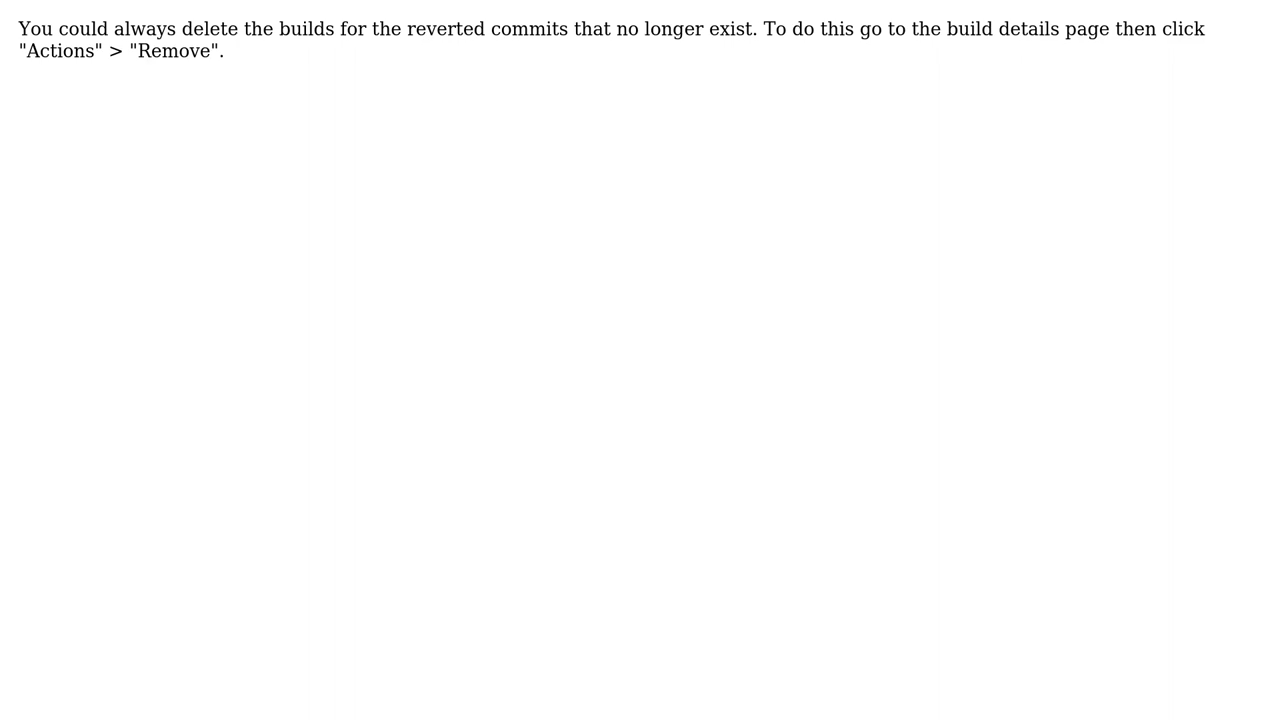 You could always delete the builds for the reverted commits that no longer exist. To do this go to the build details page then click
"Actions" > "Remove".